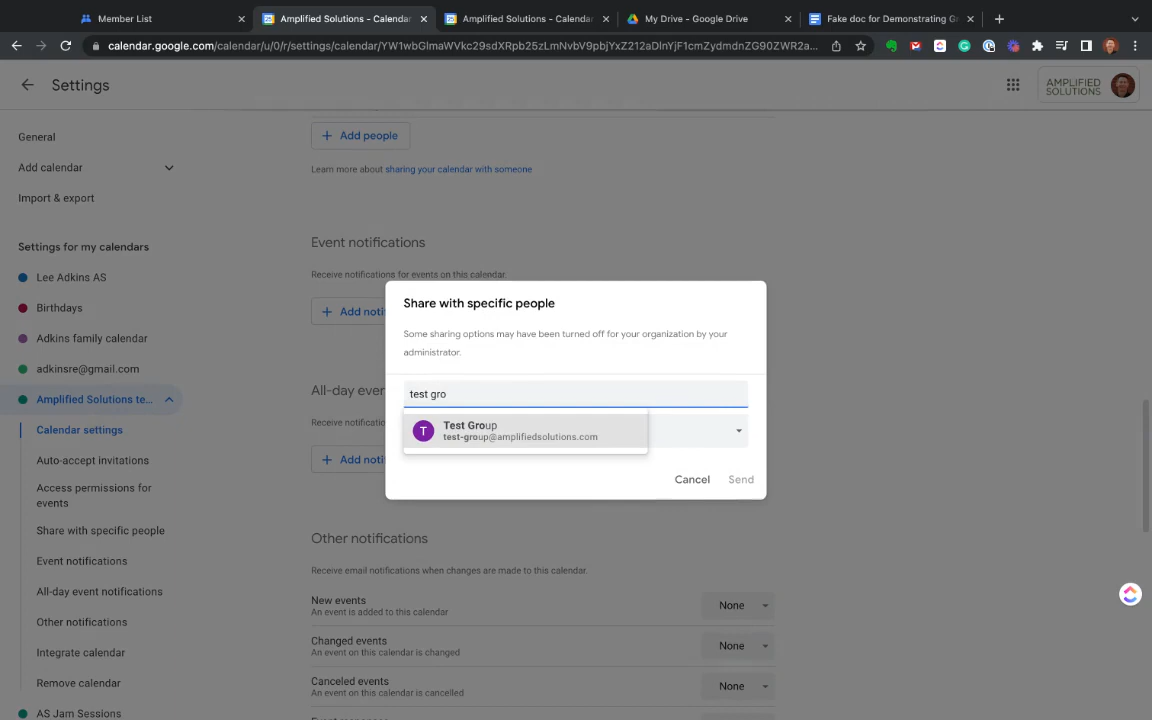 Member List
Amplified Solutions - Calendar
Amplified Solutions - Calendar
My Drive - Google Drive
Fake doc for Demonstrating Gr
calendar.google.com/calendar/u/0/r/settings/calendar/
Settings
AMPLIFIED
SOLUTIONS
General
Add calendar
Import & export
Settings for my calendars
Lee Adkins AS
Birthdays
Adkins family calendar
adkinsre@gmail.com
Amplified Solutions te...
Calendar settings
Auto-accept invitations
Access permissions for
events
Share with specific people
Event notifications
All-day event notifications
Other notifications
Integrate calendar
Remove calendar
AS Jam Sessions
+ Add people
Learn more about sharing your calendar with someone
Event notifications
Receive notifications for events on this calendar.
+ Add noti
All-day even
Receive notificatio
+ Add noti
Share with specific people
Some sharing options may have been turned off for your organization by your
administrator.
test gro
T
Test Group
test-group@amplifiedsolutions.com
Cancel
Send
Other notifications
Receive email notifications when changes are made to this calendar.
New events
An event is added to this calendar
None
Changed events
An event on this calendar is changed
None
Canceled events
An event on this calendar is cancelled
None